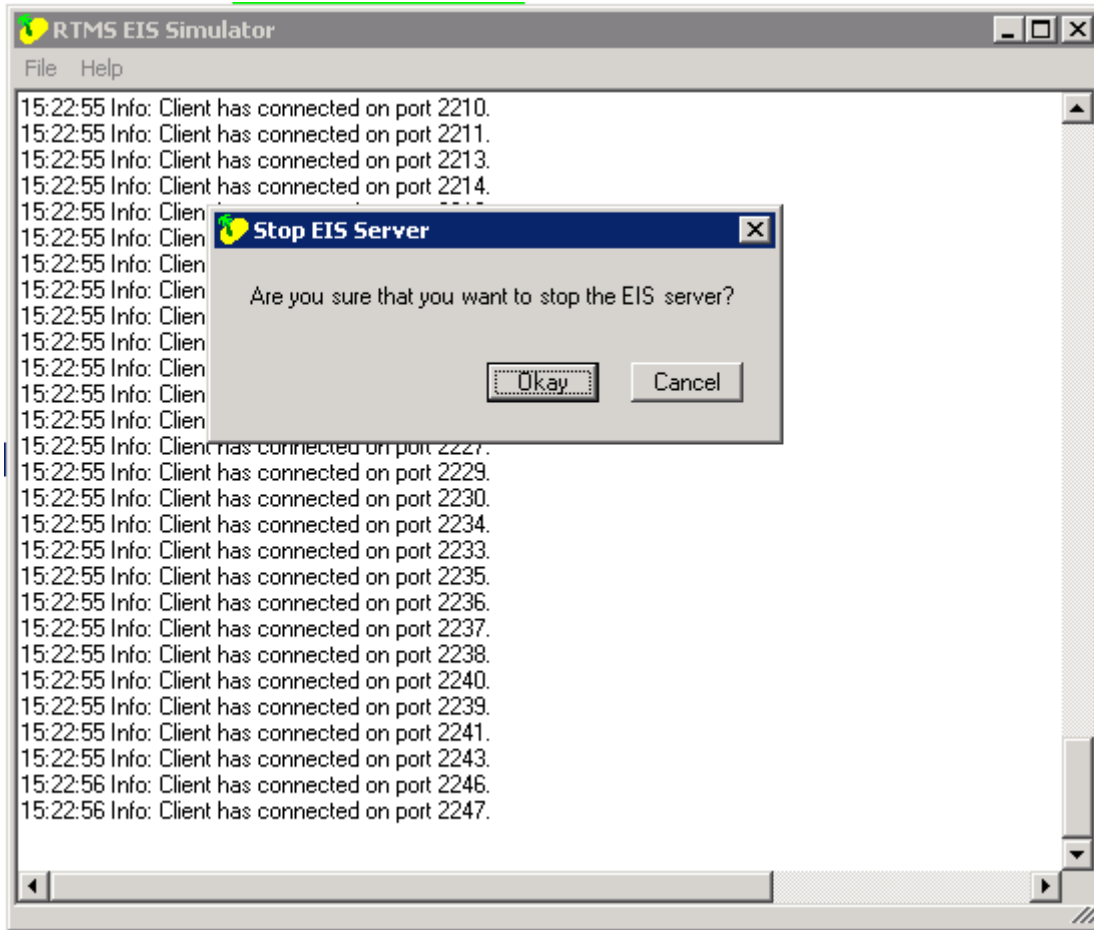 RTMS EIS Simulator
File Help
15:22:55 Info: Client has connected on port 2210.
15:22:55 Info: Client has connected on port 2211.
15:22:55 Info: Client has connected on port 2213.
15:22:55 Info: Client has connected on port 2214.
15:22:55 Info: Clien
15:22:55 Info: Clien
15:22:55 Info: Clien
15:22:55 Info: Clien
15:22:55 Info: Clien
15:22:55 Info: Clien
15:22:55 Info: Clien
15:22:55 Info: Clien
15:22:55 Info: Clien
Stop EIS Server
Are you sure that you want to stop the EIS server?
Okay Cancel
15:22:55 Info: Client has connected on port 2227.
15:22:55 Info: Client has connected on port 2229.
15:22:55 Info: Client has connected on port 2230.
15:22:55 Info: Client has connected on port 2234.
15:22:55 Info: Client has connected on port 2233.
15:22:55 Info: Client has connected on port 2235.
15:22:55 Info: Client has connected on port 2236.
15:22:55 Info: Client has connected on port 2237.
15:22:55 Info: Client has connected on port 2238.
15:22:55 Info: Client has connected on port 2240.
15:22:55 Info: Client has connected on port 2239.
15:22:55 Info: Client has connected on port 2241.
15:22:55 Info: Client has connected on port 2243.
15:22:56 Info: Client has connected on port 2246.
15:22:56 Info: Client has connected on port 2247.